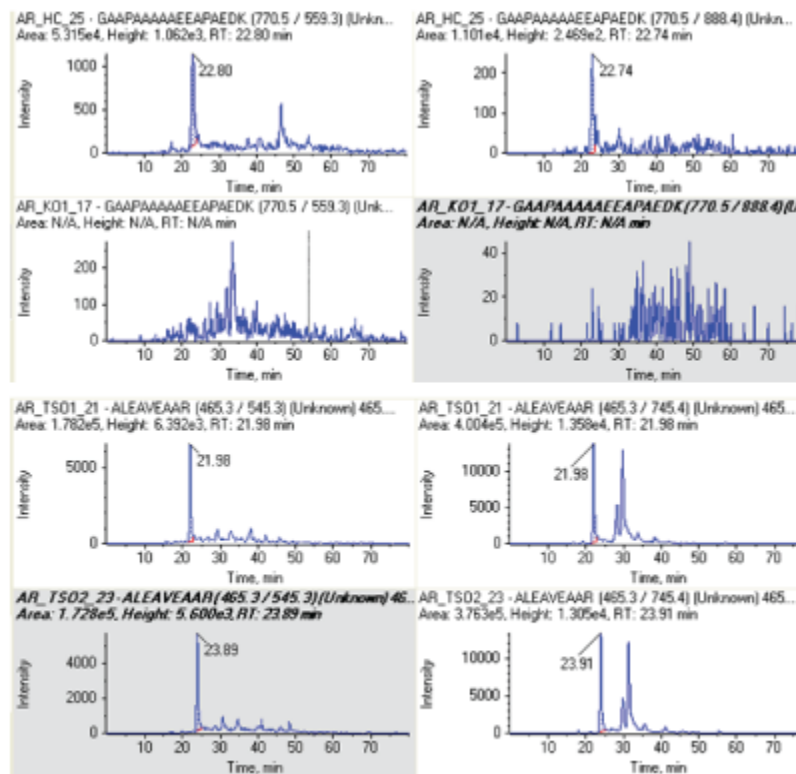 AR_HC_25 - GAAPAAAAAEEAPAEDK (770.5 / 559.3) (Unkn...
Area: 5.315e4, Height: 1.062e3, RT: 22.80 min
Intensity
1000
500
0
22.80
10 20 30 40 50 60 70
Time, min
AR_HC_25 - GAAPAAAAAEEAPAEDK (770.5 / 888.4) (Unkn...
Area: 1.101e4, Height: 2.469e2, RT: 22.74 min
Intensity
200
100
0
22.74
10 20 30 40 50 60 70
Time, min
AR_KO1_17 - GAAPAAAAAEEAPAEDK (770.5 / 559.3) (Unk...
Area: N/A, Height: N/A, RT: N/A min
Intensity
200
100
0
10 20 30 40 50 60 70
Time, min
AR_KO1_17 - GAAPAAAAAEEAPAEDK (770.5 / 888.4) (U
Area: N/A, Height: N/A, RT: N/A min
Intensity
40
20
0
10 20 30 40 50 60 70
Time, min
AR_TSO1_21 - ALEAVEAAR (465.3 / 545.3) (Unknown) 465...
Area: 1.782e5, Height: 6.392e3, RT: 21.98 min
Intensity
5000
0
21.98
10 20 30 40 50 60 70
Time, min
AR_TSO1_21 - ALEAVEAAR (465.3 / 745.4) (Unknown) 465...
Area: 4.004e5, Height: 1.358e4, RT: 21.98 min
Intensity
10000
5000
0
21.98
10 20 30 40 50 60 70
Time, min
AR_TSO2_23 - ALEAVEAAR (465.3 / 545.3) (Unknown) 46...
Area: 1.728e5, Height: 5.600e3, RT: 23.89 min
Intensity
4000
2000
0
23.89
10 20 30 40 50 60 70
Time, min
AR_TSO2_23 - ALEAVEAAR (465.3 / 745.4) (Unknown) 465...
Area: 3.763e5, Height: 1.305e4, RT: 23.91 min
Intensity
10000
5000
0
23.91
10 20 30 40 50 60 70
Time, min